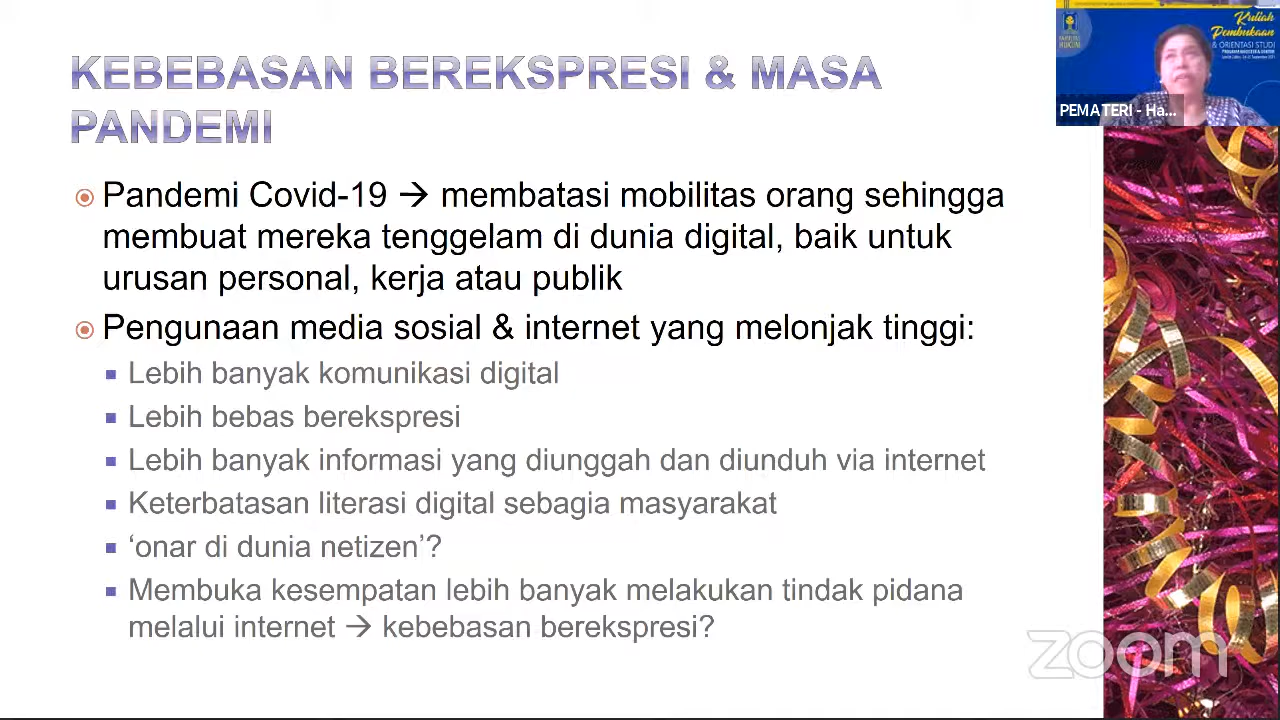 KEBEBASAN BEREKSPRESI & MASA
PANDEMI
Pandemi Covid-19 → membatasi mobilitas orang sehingga
membuat mereka tenggelam di dunia digital, baik untuk
urusan personal, kerja atau publik
Pengunaan media sosial & internet yang melonjak tinggi:
Lebih banyak komunikasi digital
Lebih bebas berekspresi
Lebih banyak informasi yang diunggah dan diunduh via internet
Keterbatasan literasi digital sebagia masyarakat
‘onar di dunia netizen’?
Membuka kesempatan lebih banyak melakukan tindak pidana
melalui internet → kebebasan berekspresi?
Kuliah
Pembukaan
& ORIENTASI STUDI
PEMATERI - Ha...
zoom